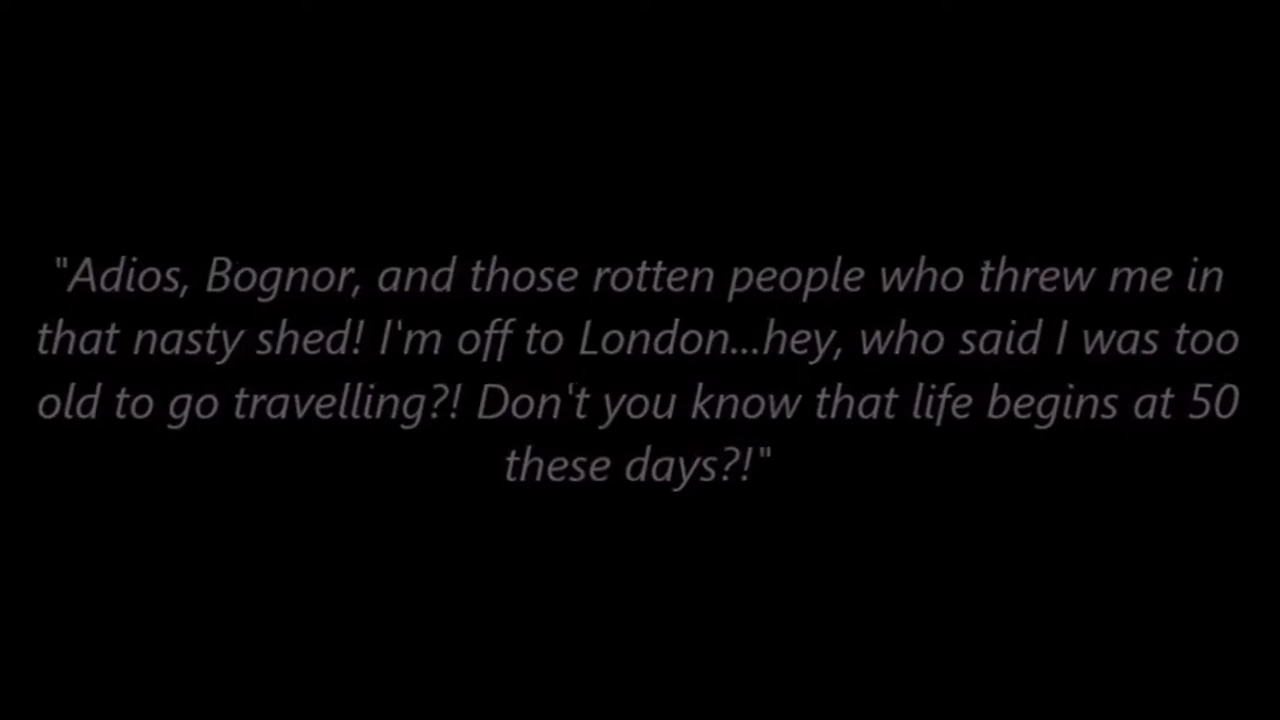 "Adios, Bognor, and those rotten people who threw me in
that nasty shed! I'm off to London...hey, who said I was too
old to go travelling?! Don't you know that life begins at 50
these days?!"